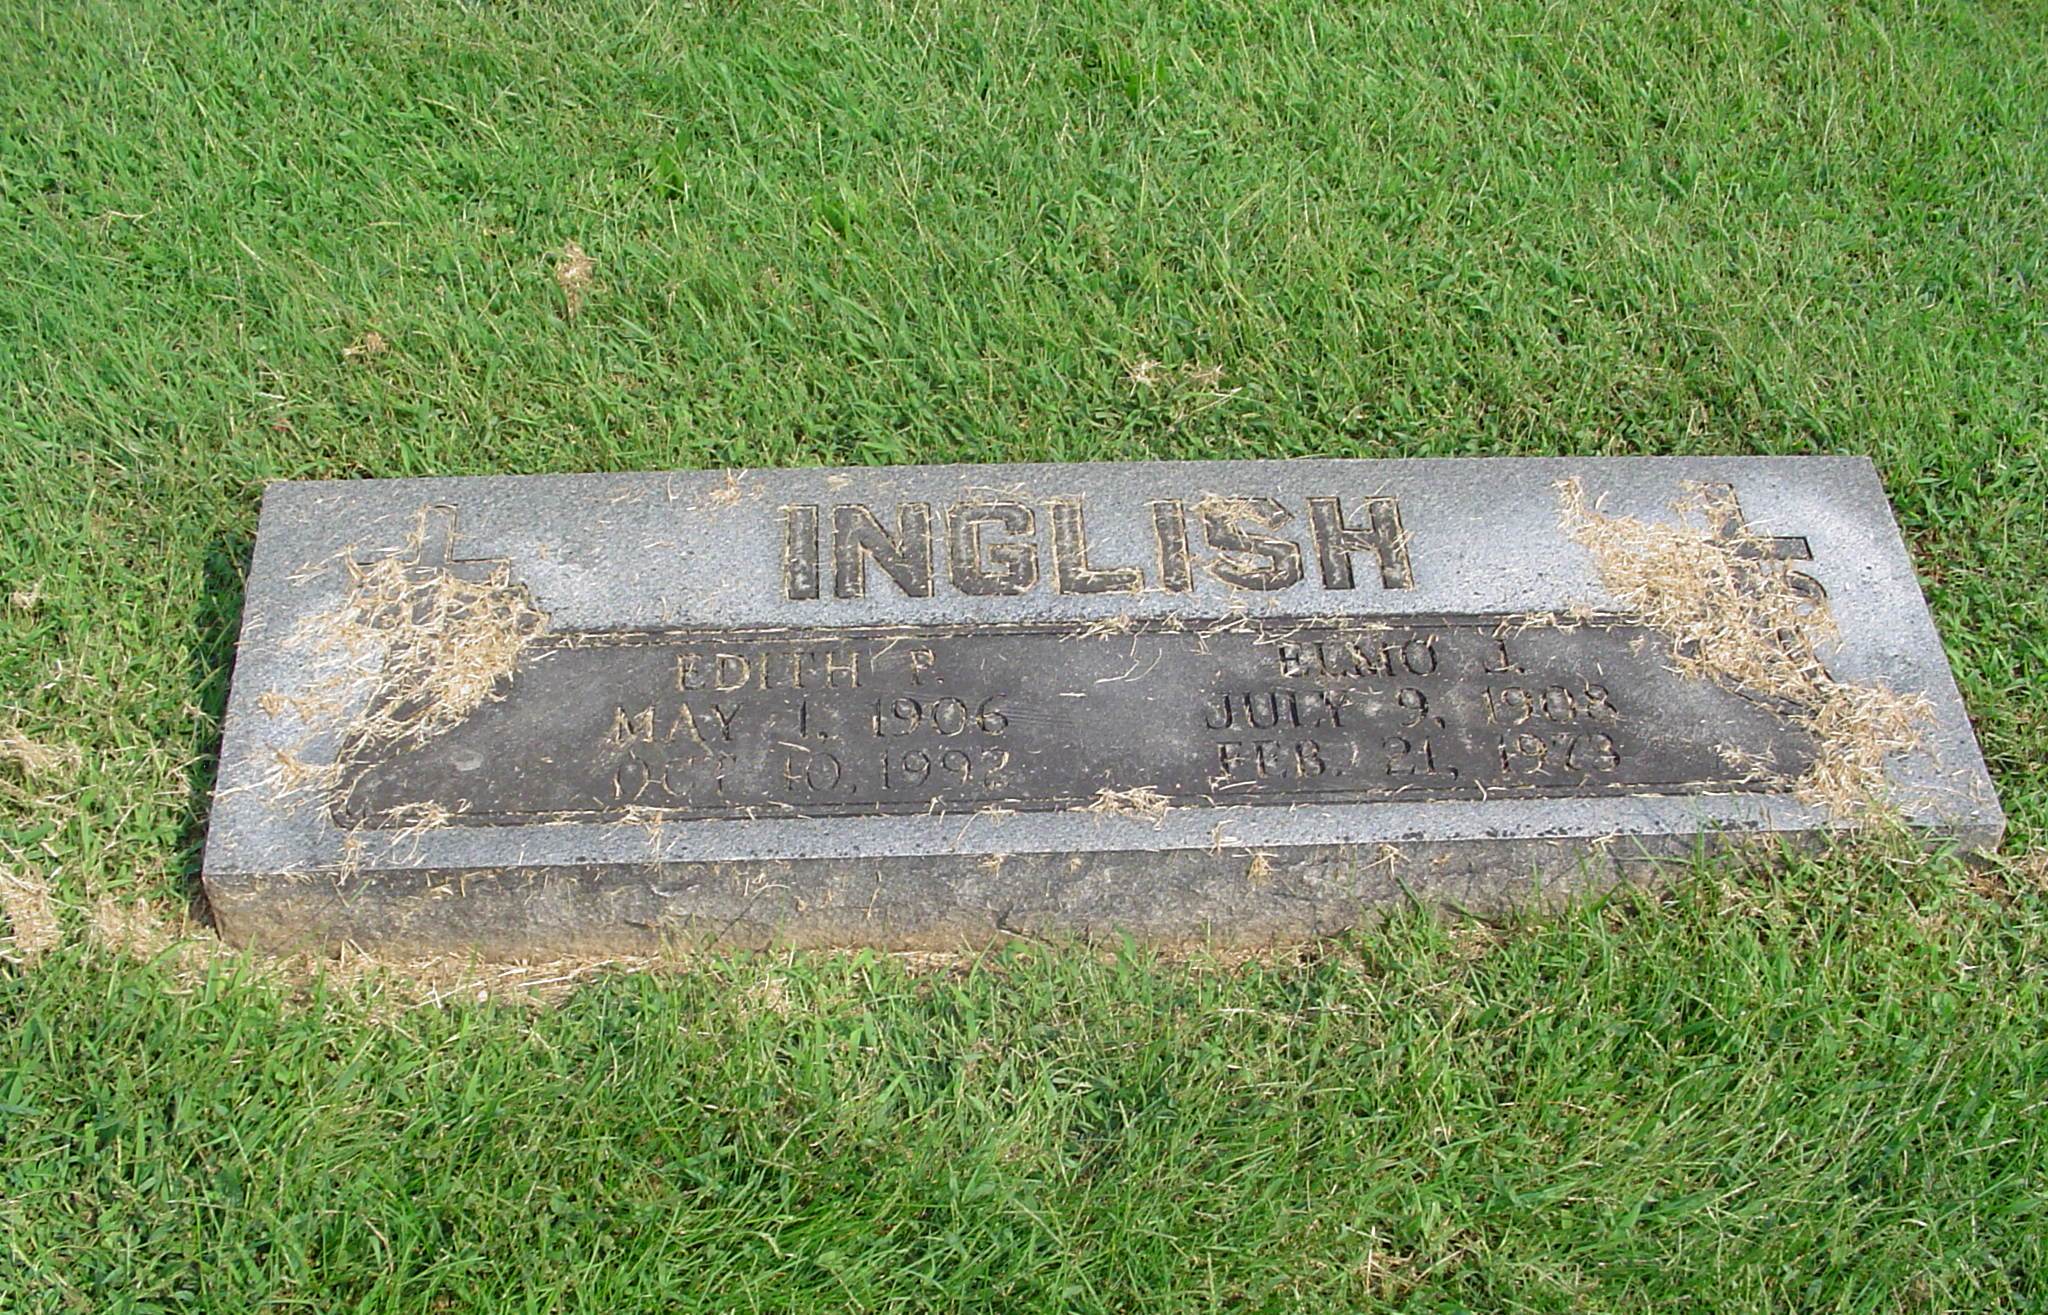 INGLISH
EDITH P.
MAY 1, 1906
OCT 10, 1992
ELMO J.
JULY 9, 1908
FEB. 21, 1973